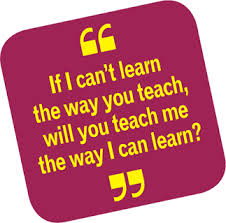 “
If I can't learn
the way you teach,
will you teach me
the way I can learn?
”